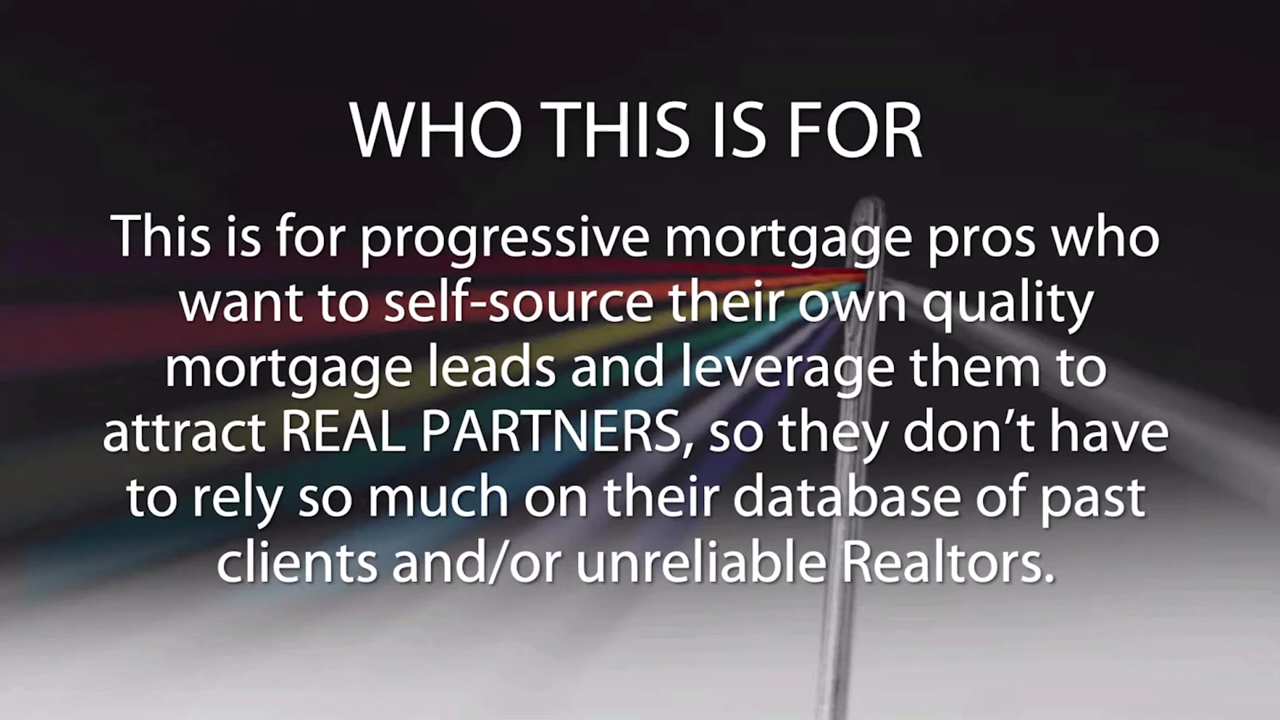 WHO THIS IS FOR
This is for progressive mortgage pros who
want to self-source their own quality
mortgage leads and leverage them to
attract REAL PARTNERS, so they don’t have
to rely so much on their database of past
clients and/or unreliable Realtors.